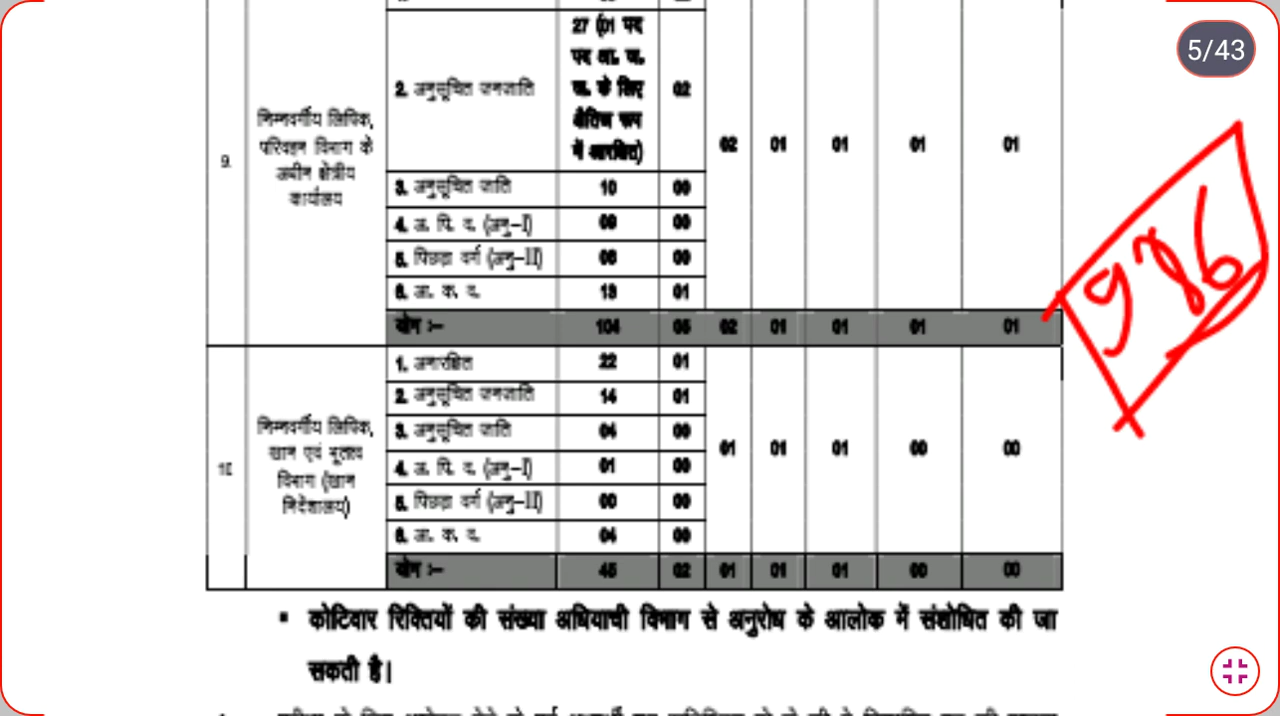 5/43
27 (01 पद
पद आ. ज.
2. अनुसूचित जनजाति
02
जा. के लिए
क्षैतिज रूप
में आरक्षित)
9.
निम्नवर्गीय लिपिक,
परिवहन विभाग के
अधीन क्षेत्रीय
कार्यालय
02 01 01 01 01
3. अनुसूचित जाति 10 00
4. अ. पि. व. (अनु-I) 09 00
5. पिछड़ा वर्ग (अनु-II) 00
6. आ. क. व. 13 01
योग :- 104 05 02 01 01 01 01
1. अनारक्षित 22 01
2. अनुसूचित जनजाति 14 01
10
निम्नवर्गीय लिपिक,
खान एवं भूतत्व
विभाग (खान
निदेशालय)
3. अनुसूचित जाति 04 00
01 01 01 00 00
4. अ. पि. व. (अनु-I) 01 00
5. पिछड़ा वर्ग (अनु-II) 00 00
6. आ. क. व. 04 00
योग :- 45 02 01 01 01 00 00
▪ कोटिवार रिक्तियों की संख्या अधियाची विभाग से अनुरोध के आलोक में संशोधित की जा
सकती है।